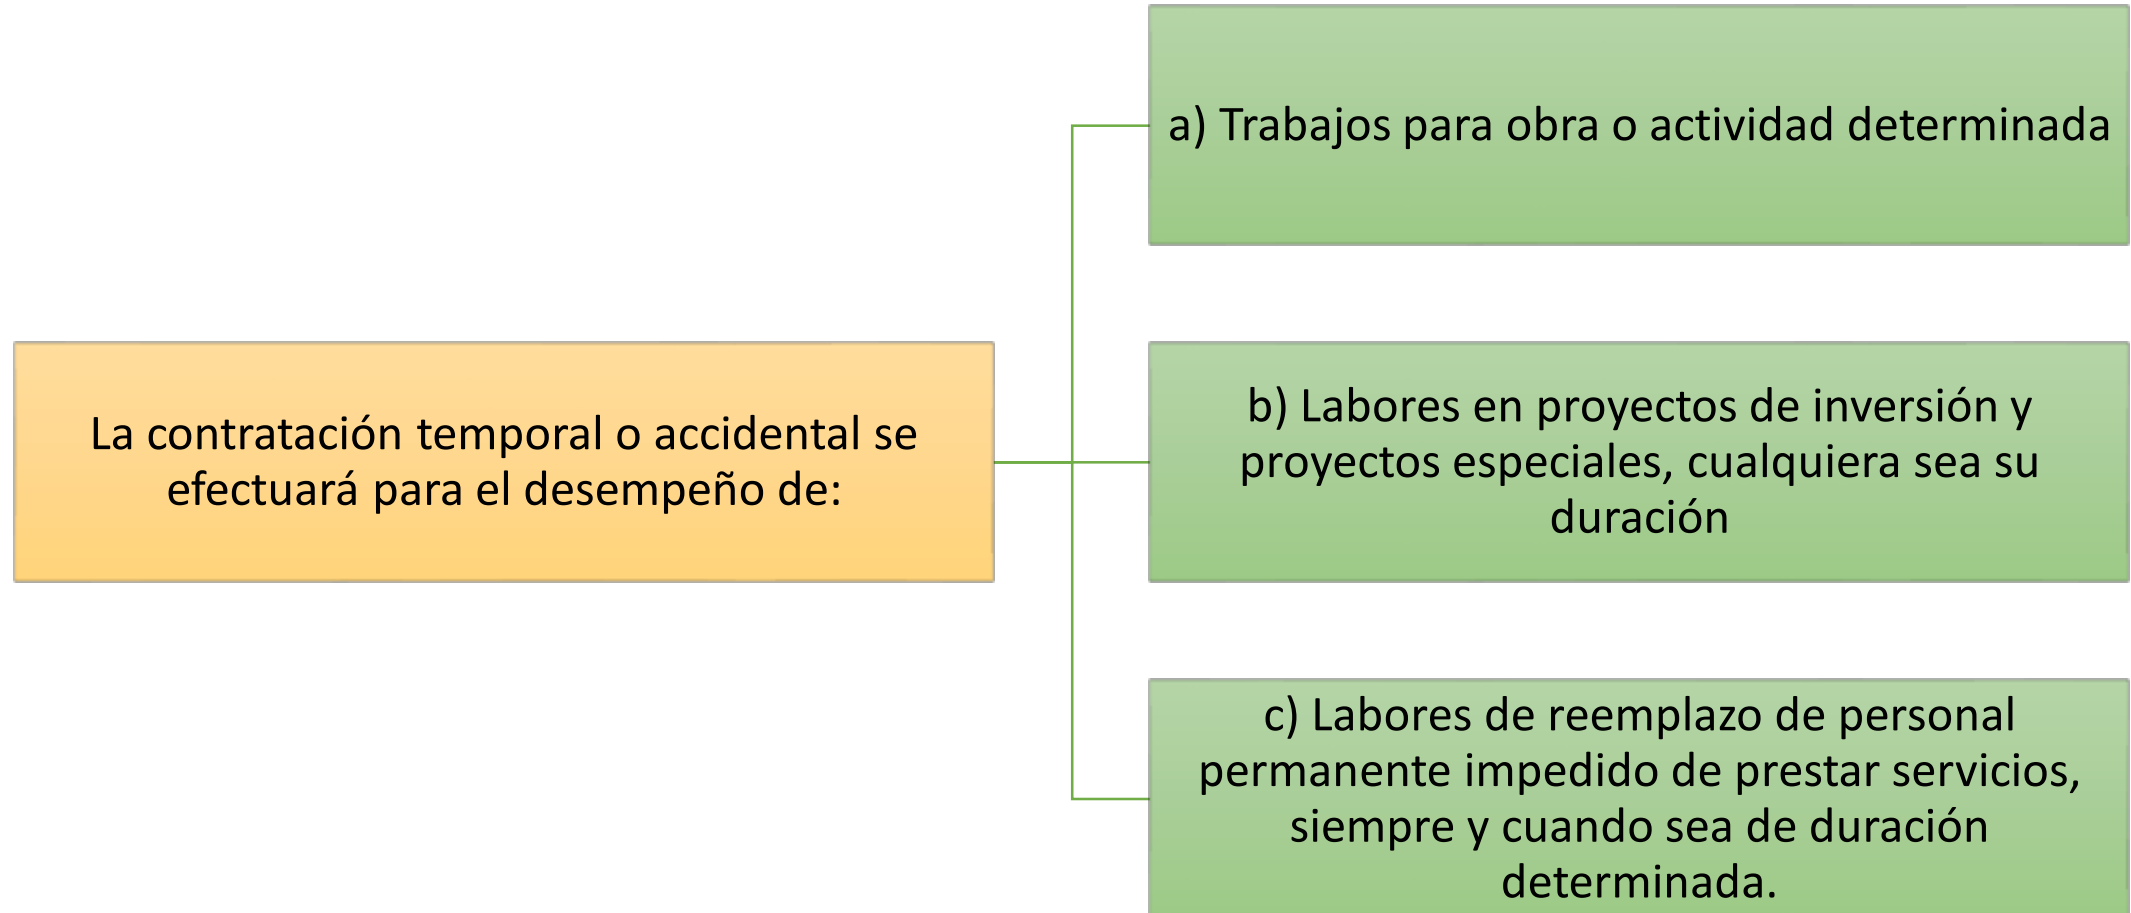 a) Trabajos para obra o actividad determinada
La contratación temporal o accidental se
efectuará para el desempeño de:
b) Labores en proyectos de inversión y
proyectos especiales, cualquiera sea su
duración
c) Labores de reemplazo de personal
permanente impedido de prestar servicios,
siempre y cuando sea de duración
determinada.